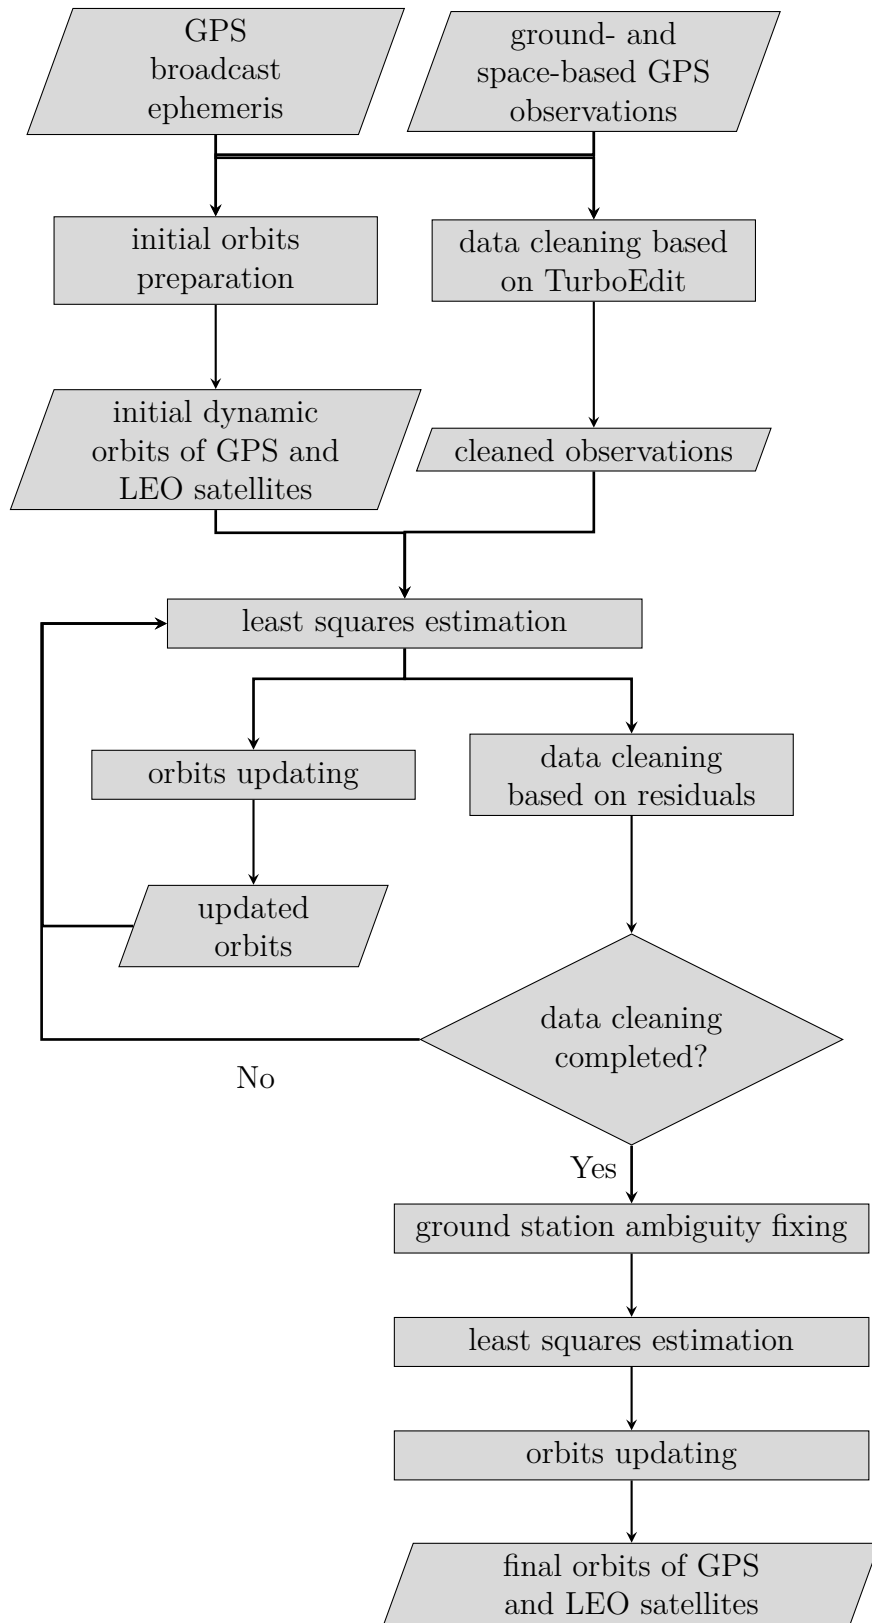 GPS
broadcast
ephemeris
ground- and
space-based GPS
observations
initial orbits
preparation
data cleaning based
on TurboEdit
initial dynamic
orbits of GPS and
LEO satellites
cleaned observations
least squares estimation
orbits updating
data cleaning
based on residuals
updated
orbits
data cleaning
completed?
No
Yes
ground station ambiguity fixing
least squares estimation
orbits updating
final orbits of GPS
and LEO satellites